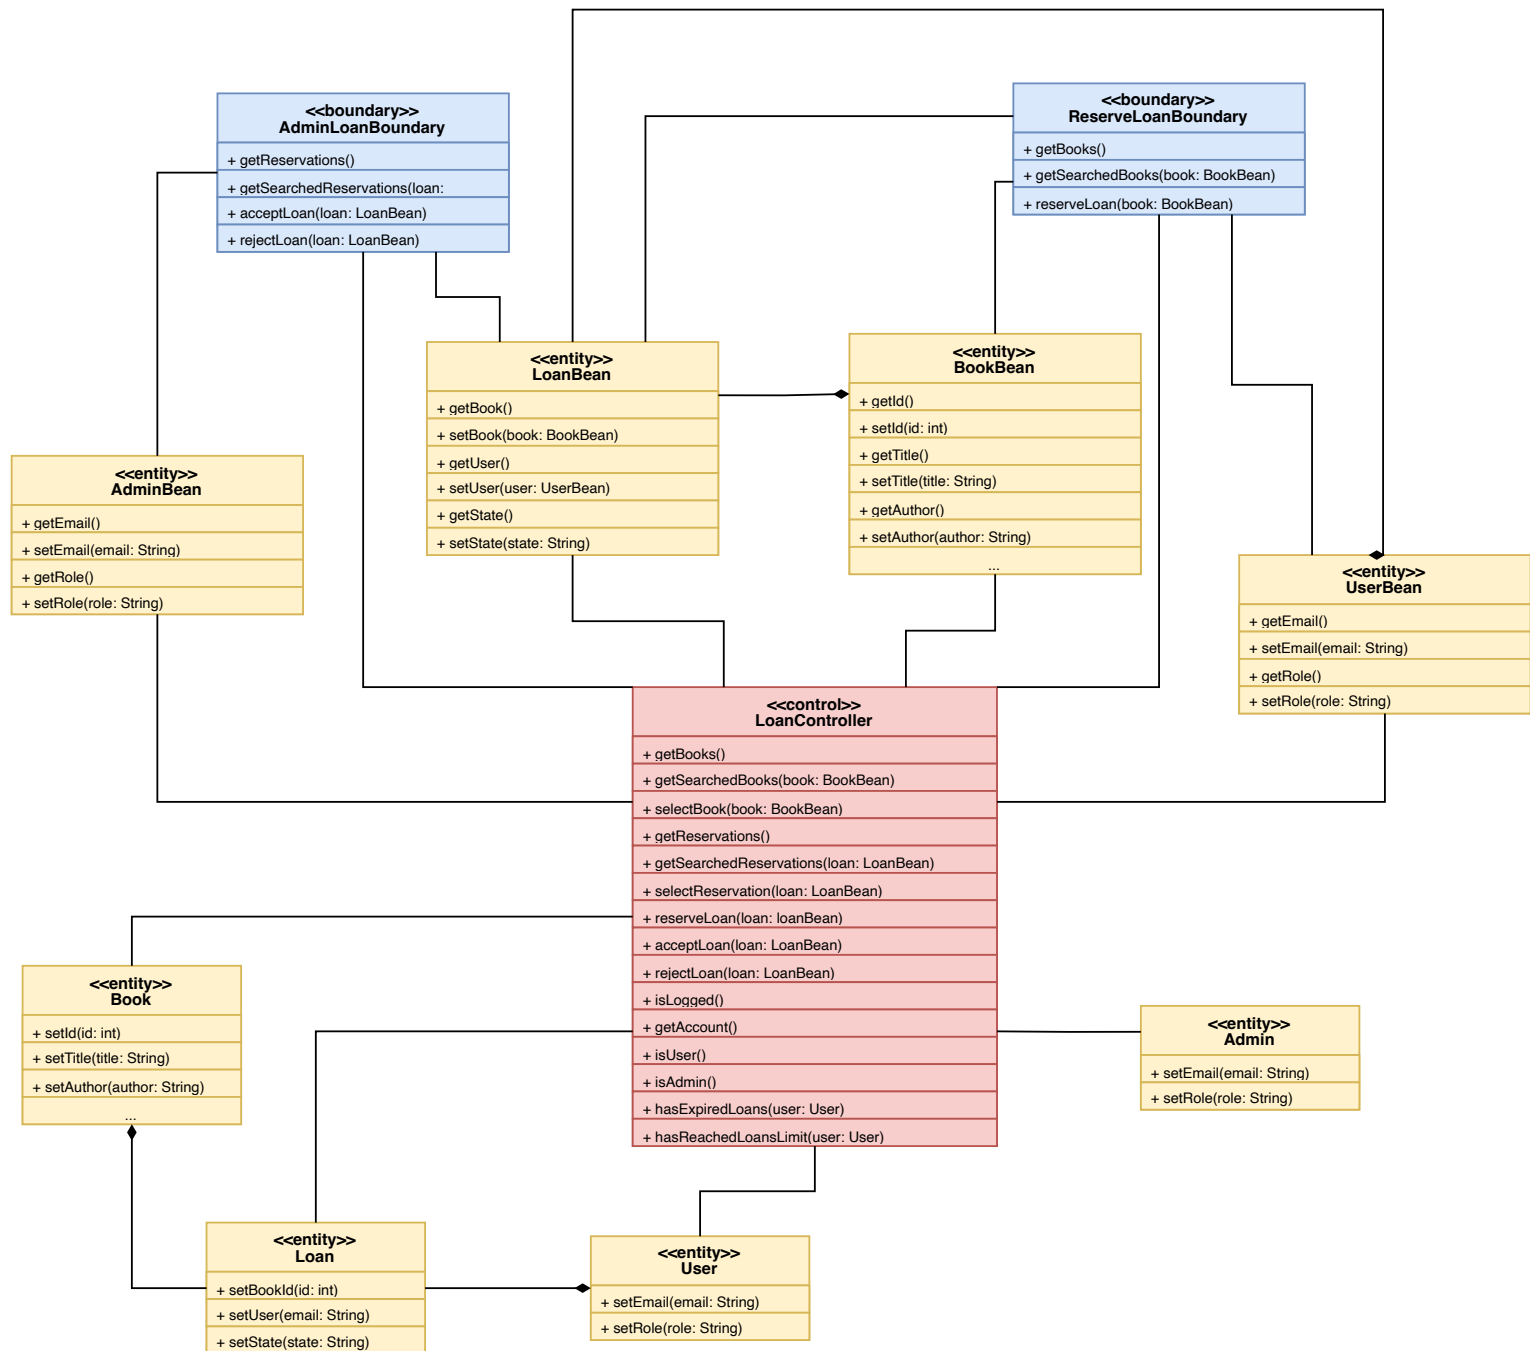 <<boundary>>
AdminLoanBoundary
+ getReservations()
+ getSearchedReservations(loan:
+ acceptLoan(loan: LoanBean)
+ rejectLoan(loan: LoanBean)
<<boundary>>
ReserveLoanBoundary
+ getBooks()
+ getSearchedBooks(book: BookBean)
+ reserveLoan(book: BookBean)
<<entity>>
LoanBean
+ getBook()
+ setBook(book: BookBean)
+ getUser()
+ setUser(user: UserBean)
+ getState()
+ setState(state: String)
<<entity>>
BookBean
+ getId()
+ setId(id: int)
+ getTitle()
+ setTitle(title: String)
+ getAuthor()
+ setAuthor(author: String)
...
<<entity>>
AdminBean
+ getEmail()
+ setEmail(email: String)
+ getRole()
+ setRole(role: String)
<<entity>>
UserBean
+ getEmail()
+ setEmail(email: String)
+ getRole()
+ setRole(role: String)
<<control>>
LoanController
+ getBooks()
+ getSearchedBooks(book: BookBean)
+ selectBook(book: BookBean)
+ getReservations()
+ getSearchedReservations(loan: LoanBean)
+ selectReservation(loan: LoanBean)
+ reserveLoan(loan: loanBean)
+ acceptLoan(loan: LoanBean)
+ rejectLoan(loan: LoanBean)
+ isLogged()
+ getAccount()
+ isUser()
+ isAdmin()
+ hasExpiredLoans(user: User)
+ hasReachedLoansLimit(user: User)
<<entity>>
Book
+ setId(id: int)
+ setTitle(title: String)
+ setAuthor(author: String)
...
<<entity>>
Admin
+ setEmail(email: String)
+ setRole(role: String)
<<entity>>
Loan
+ setBookId(id: int)
+ setUser(email: String)
+ setState(state: String)
<<entity>>
User
+ setEmail(email: String)
+ setRole(role: String)